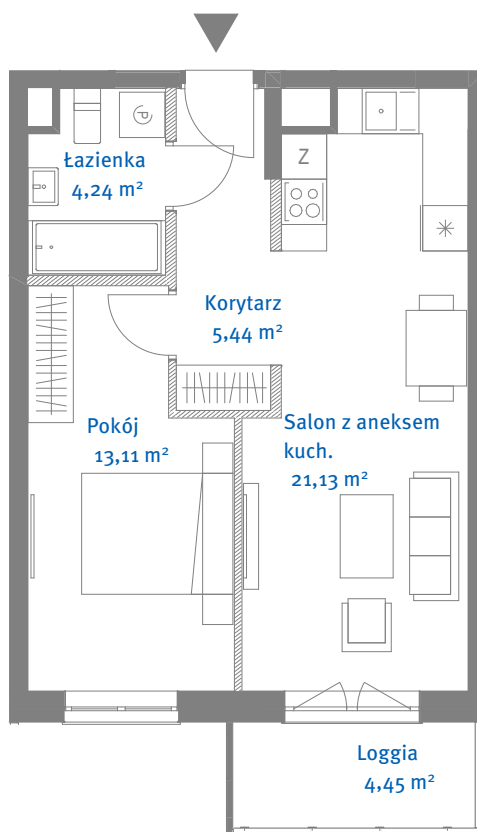 Łazienka
4,24 m²
P
Z
Korytarz
5,44 m²
Pokój
13,11 m²
Salon z aneksem
kuch.
21,13 m²
Loggia
4,45 m²